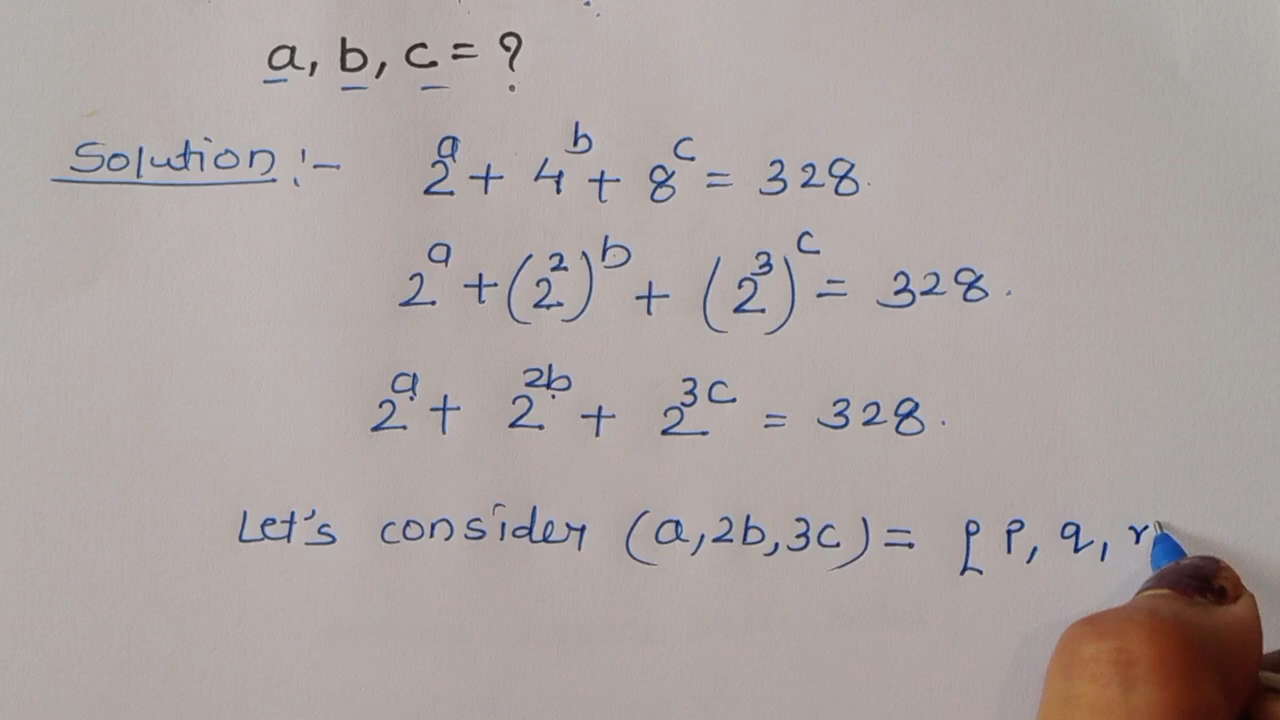 a, b, c = ?
Solution :- 2^a + 4^b + 8^c = 328.
2^a + (2^2)^b + (2^3)^c = 328.
2^a + 2^2b + 2^3c = 328.
Let's consider (a, 2b, 3c) = { p, q, r